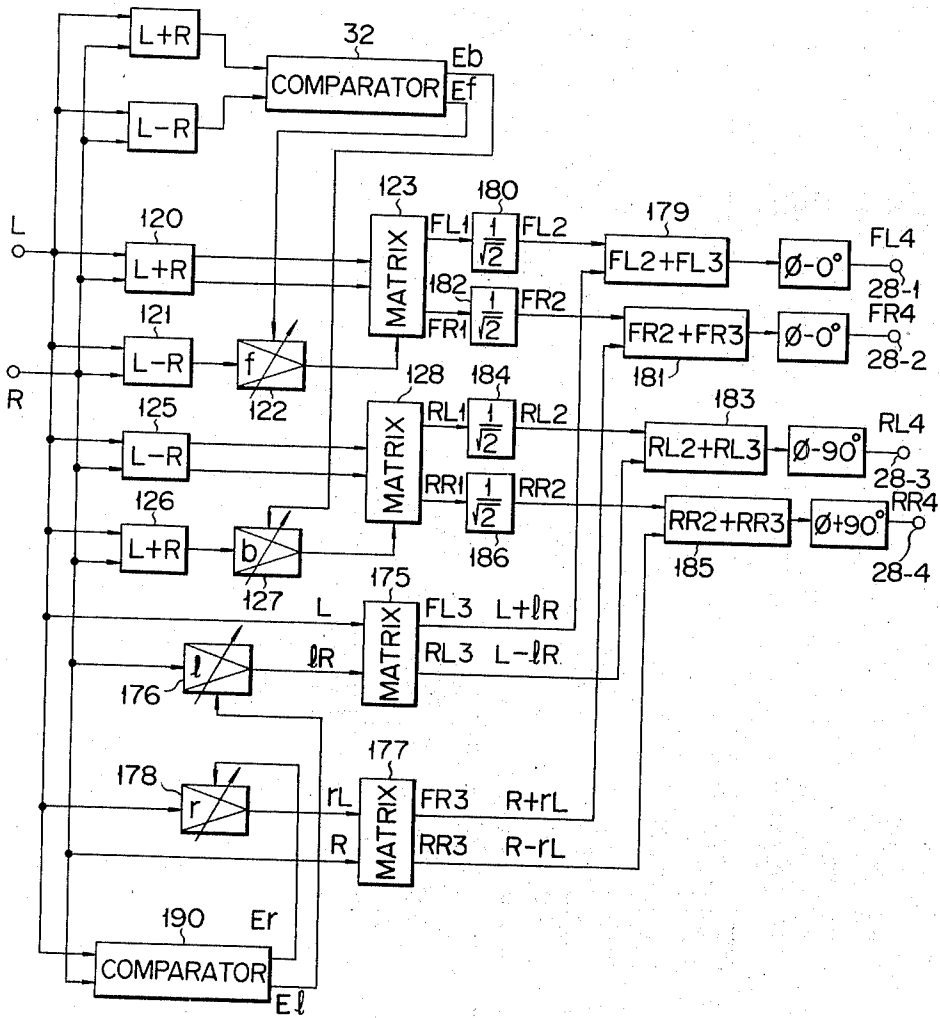 L+R
32
COMPARATOR
Eb
Ef
L-R
L
120
L+R
123
MATRIX
FL1
180
1/√2
FL2
179
FL2+FL3
Ø-0°
FL4
28-1
121
L-R
f
122
182
FR1
1/√2
FR2
FR2+FR3
181
Ø-0°
FR4
28-2
R
125
L-R
128
MATRIX
RL1
184
1/√2
RL2
183
RL2+RL3
Ø-90°
RL4
28-3
126
L+R
b
127
RR1
1/√2
186
RR2
RR2+RR3
185
Ø+90°
RR4
28-4
L
175
MATRIX
FL3 L+ℓR
RL3 L-ℓR
176
ℓ
ℓR
178
r
rL
R
177
MATRIX
FR3 R+rL
RR3 R-rL
190
COMPARATOR
Er
Eℓ